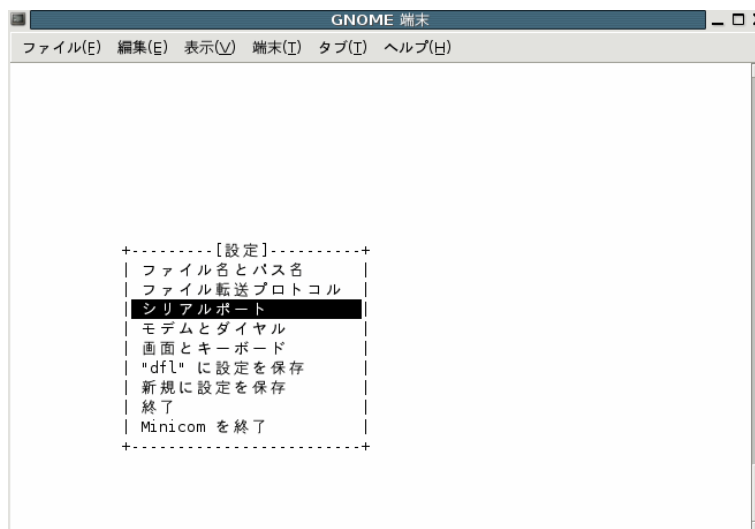 GNOME 端末
ファイル(F) 編集(E) 表示(V) 端末(T) タブ(T) ヘルプ(H)
+---------[設定]----------+
| ファイル名とパス名 |
| ファイル転送プロトコル |
| シリアルポート |
| モデムとダイヤル |
| 画面とキーボード |
| "dfl" に設定を保存 |
| 新規に設定を保存 |
| 終了 |
| Minicom を終了 |
+-------------------------+